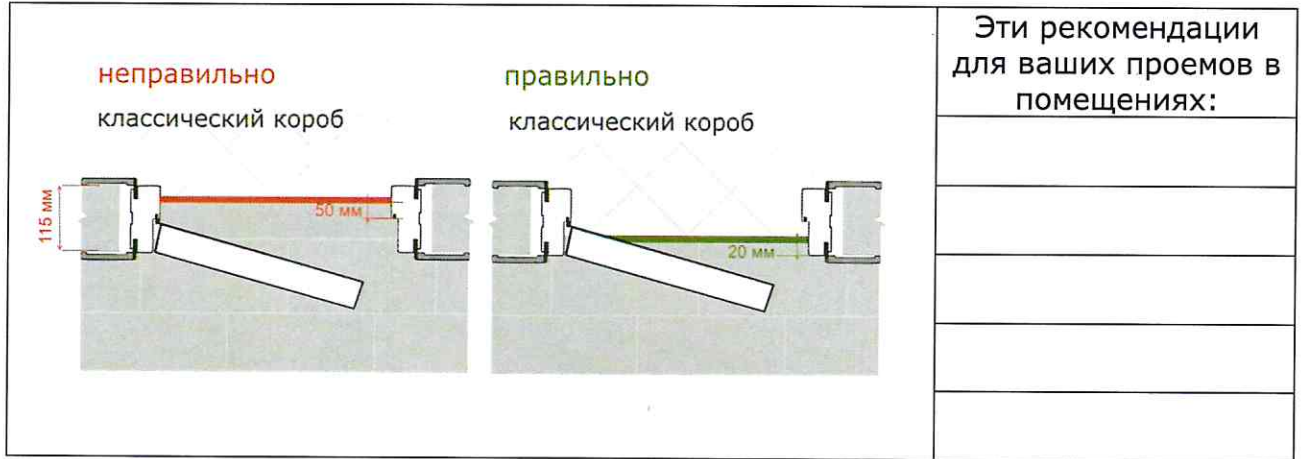 неправильно
классический короб
115 мм
50 мм
правильно
классический короб
20 мм
Эти рекомендации
для ваших проемов в
помещениях: